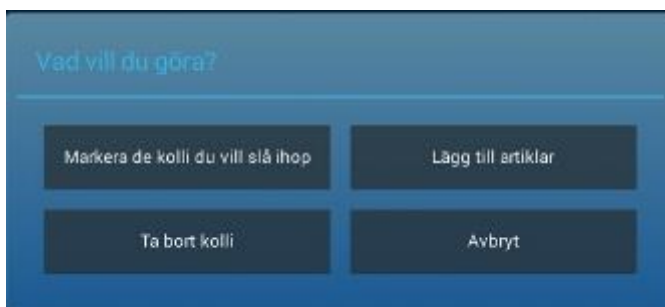 Vad vill du göra?
Markera de kolli du vill slå ihop
Lägg till artiklar
Ta bort kolli
Avbryt